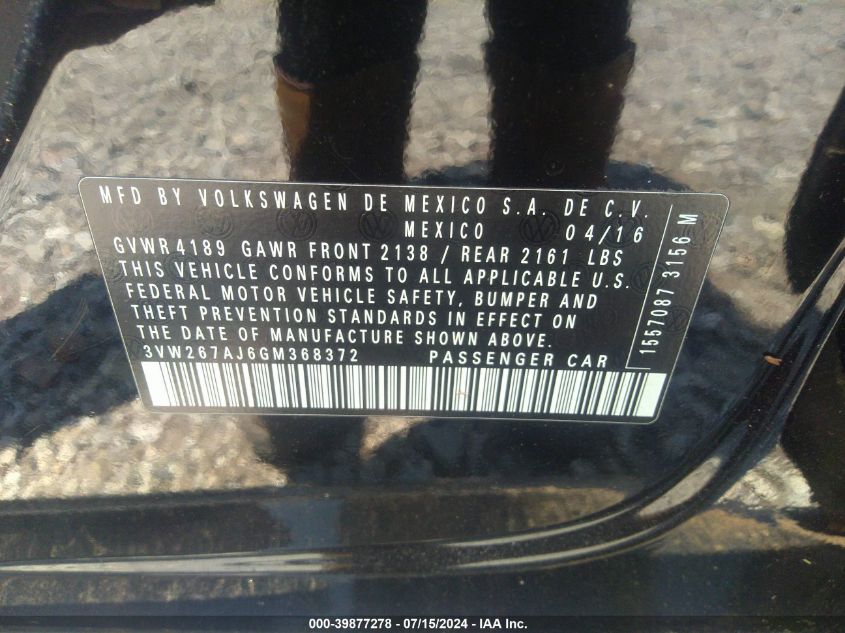 MFD BY VOLKSWAGEN DE MEXICO S.A. DE C.V.
MEXICO 04/16
GVWR 4189 GAWR FRONT 2138 / REAR 2161 LBS
THIS VEHICLE CONFORMS TO ALL APPLICABLE U.S.
FEDERAL MOTOR VEHICLE SAFETY, BUMPER AND
THEFT PREVENTION STANDARDS IN EFFECT ON
THE DATE OF MANUFACTURE SHOWN ABOVE.
3VW267AJ6GM368372 PASSENGER CAR
1557087 3156 M
000-39877278 - 07/15/2024 - IAA Inc.